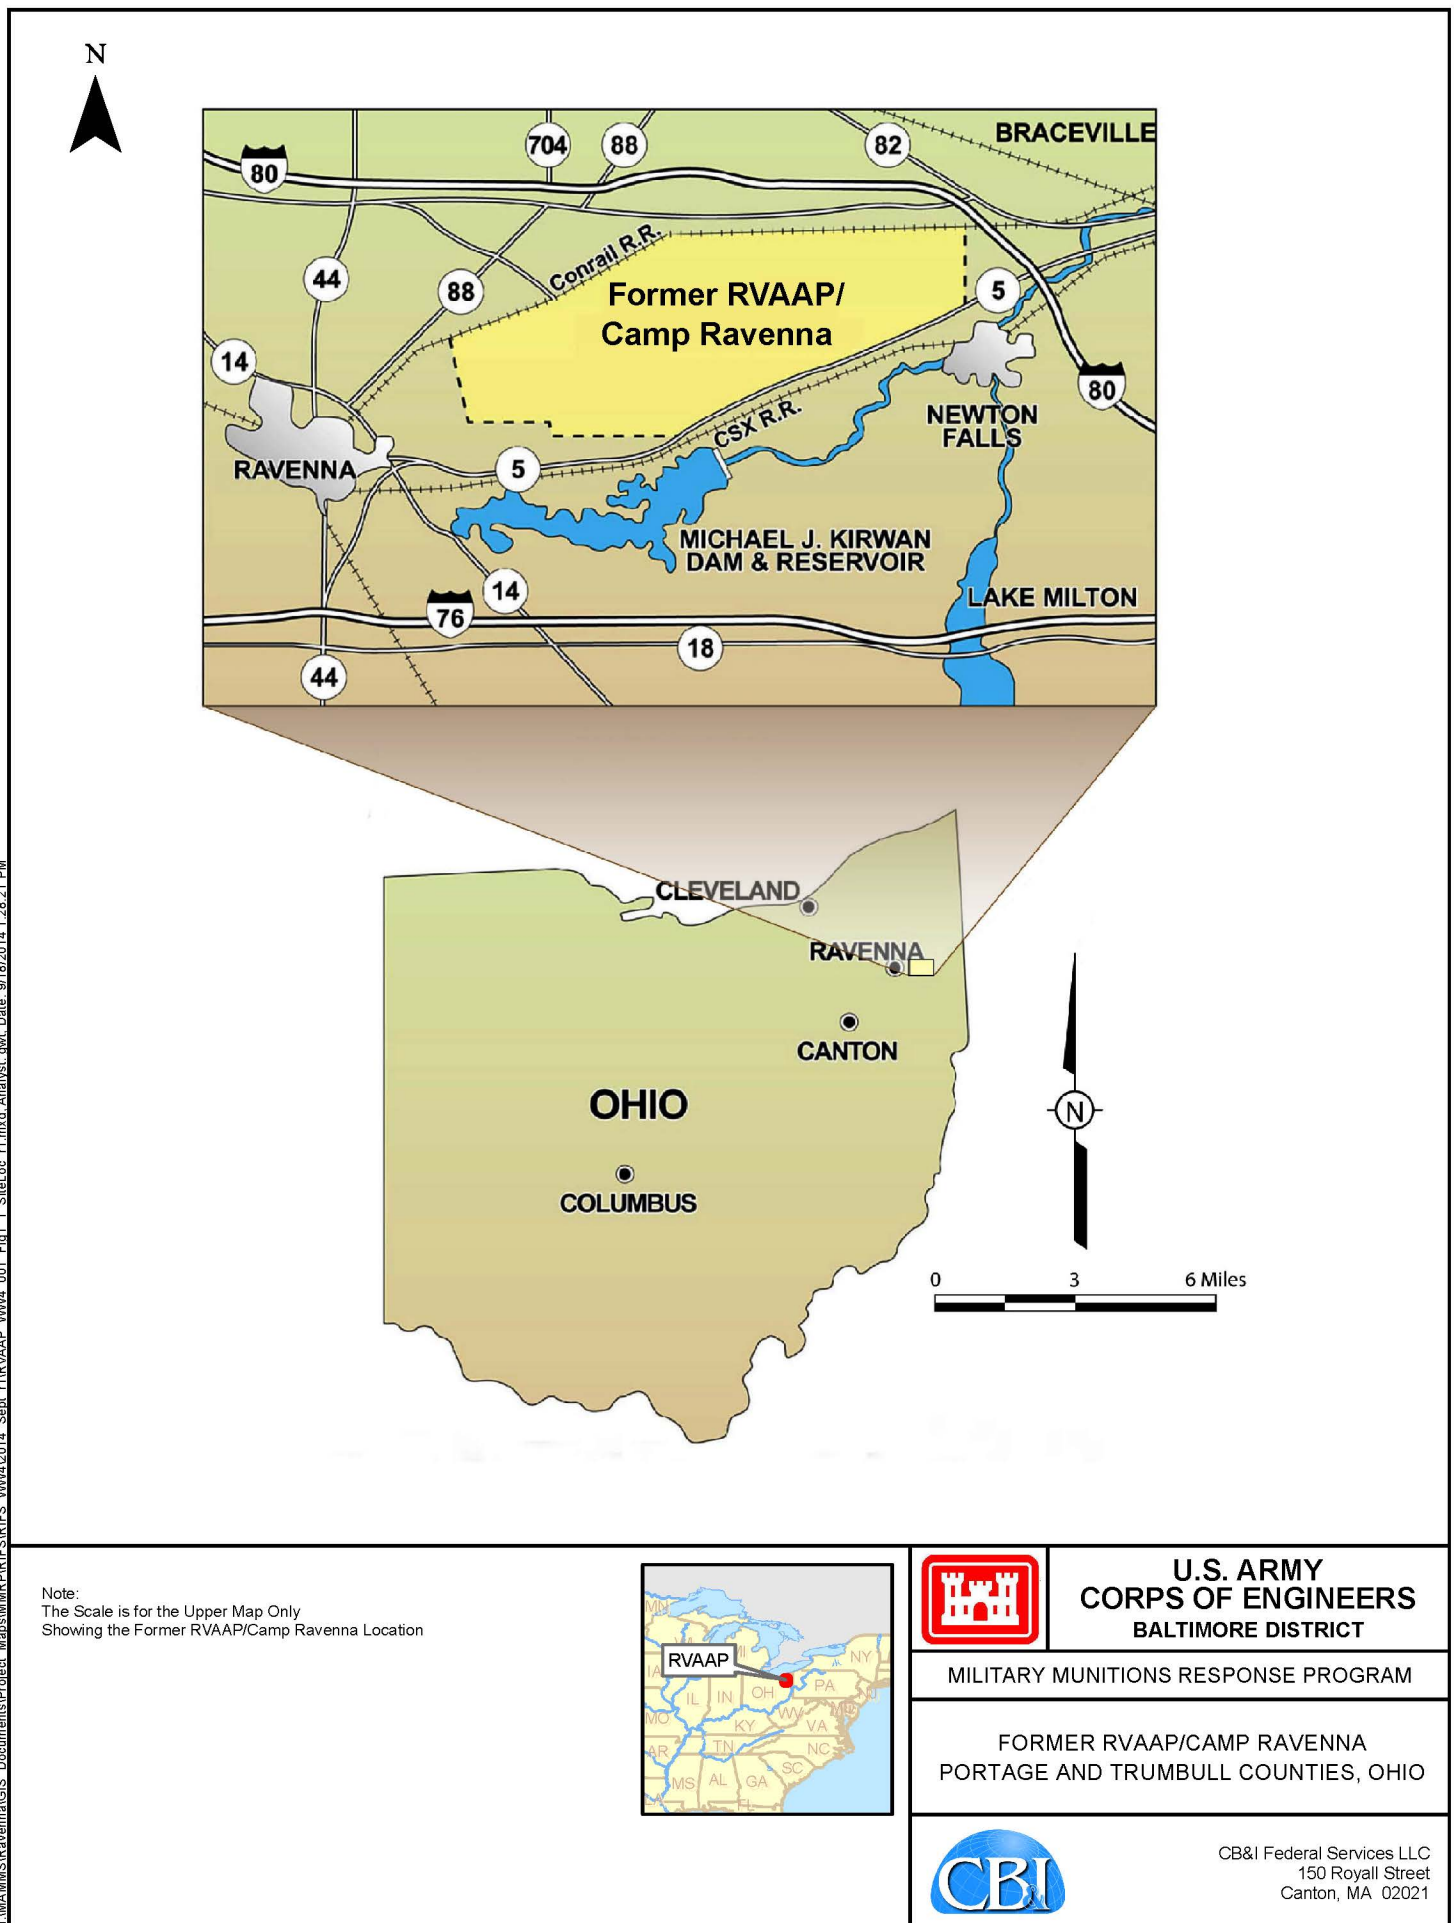 N
BRACEVILLE
704
88
82
80
Conrail R.R.
44
88
Former RVAAP/
Camp Ravenna
5
14
80
NEWTON
FALLS
CSX R.R.
RAVENNA
5
MICHAEL J. KIRWAN
DAM & RESERVOIR
14
LAKE MILTON
76
18
44
CLEVELAND
RAVENNA
CANTON
OHIO
COLUMBUS
N
0 3 6 Miles
Note:
The Scale is for the Upper Map Only
Showing the Former RVAAP/Camp Ravenna Location
RVAAP
MN
MI
NY
IA
IL
IN
OH
PA
NJ
MO
KY
WV
VA
AR
TN
NC
MS
AL
GA
SC
LA
FL
U.S. ARMY
CORPS OF ENGINEERS
BALTIMORE DISTRICT
MILITARY MUNITIONS RESPONSE PROGRAM
FORMER RVAAP/CAMP RAVENNA
PORTAGE AND TRUMBULL COUNTIES, OHIO
CB&I
CB&I Federal Services LLC
150 Royall Street
Canton, MA 02021